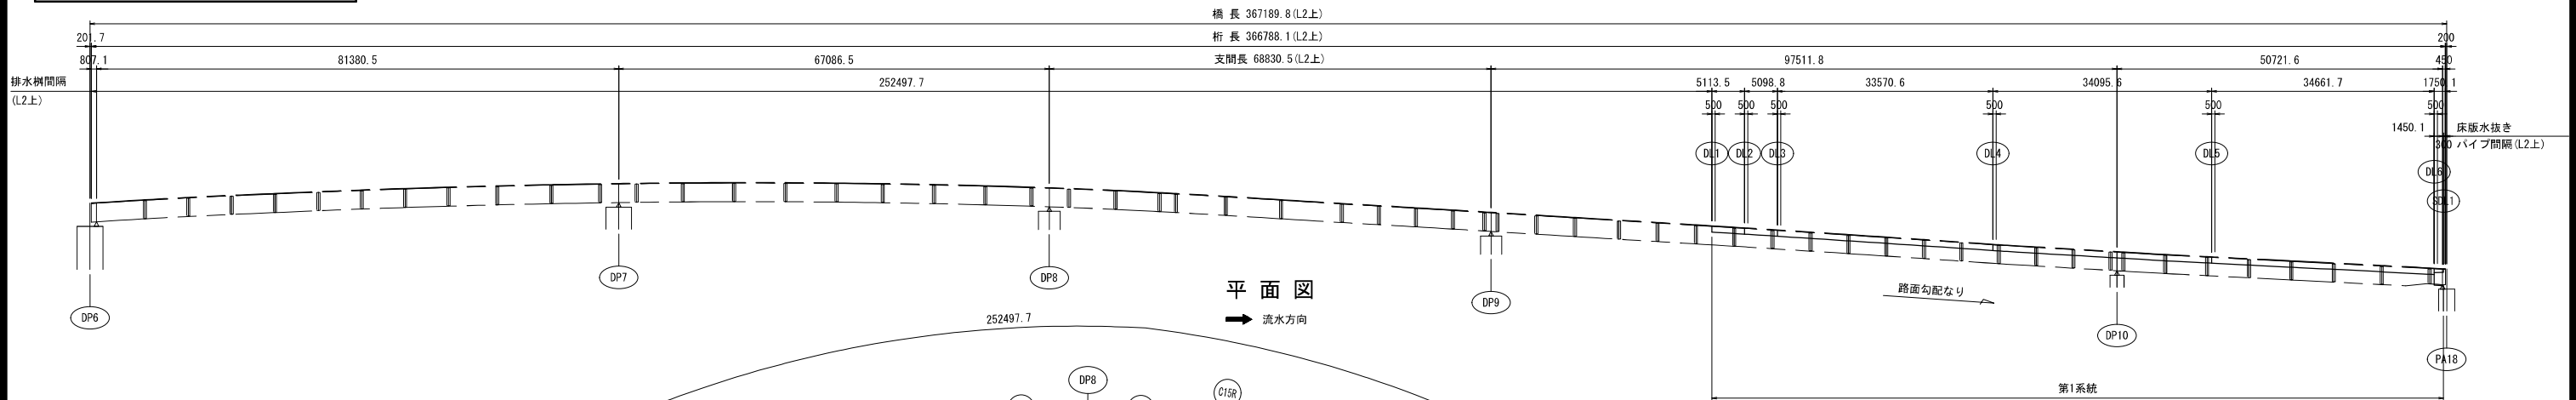 橋 長 367189.8(L2上)
201.7 桁 長 366788.1(L2上) 200
807.1 81380.5 67086.5 支間長 68830.5(L2上) 97511.8 50721.6 450
排水桝間隔 252497.7 5113.5 5098.8 33570.6 34095.6 34661.7 1750.1
(L2上)
500 500 500 500 500 500
1450.1 床版水抜き
300 パイプ間隔(L2上)
DL1 DL2 DL3 DL4 DL5
DL6
SDL1
DP7 DP8
平 面 図
路面勾配なり
DP9
DP6 252497.7 流水方向
DP10
PA18
DP8
第1系統
C15R